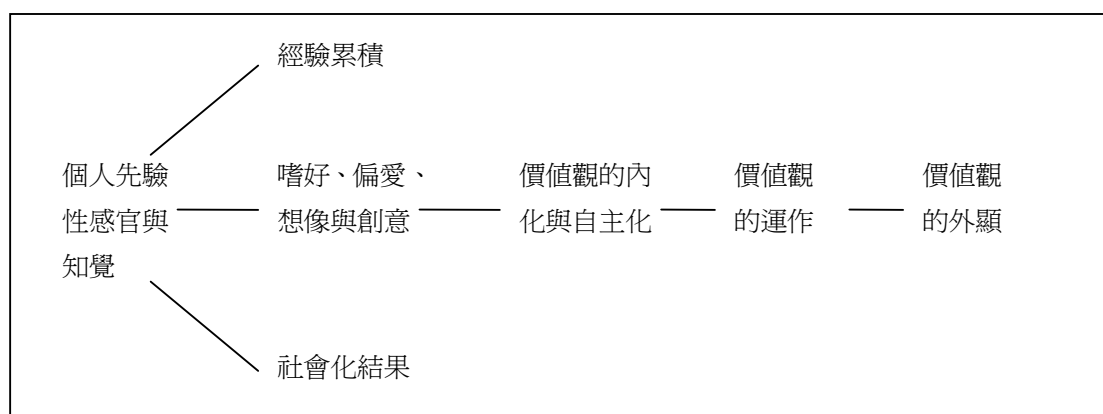 經驗累積
個人先驗
性感官與
知覺
嗜好、偏愛、
想像與創意
價值觀的內
化與自主化
價值觀
的運作
價值觀
的外顯
社會化結果